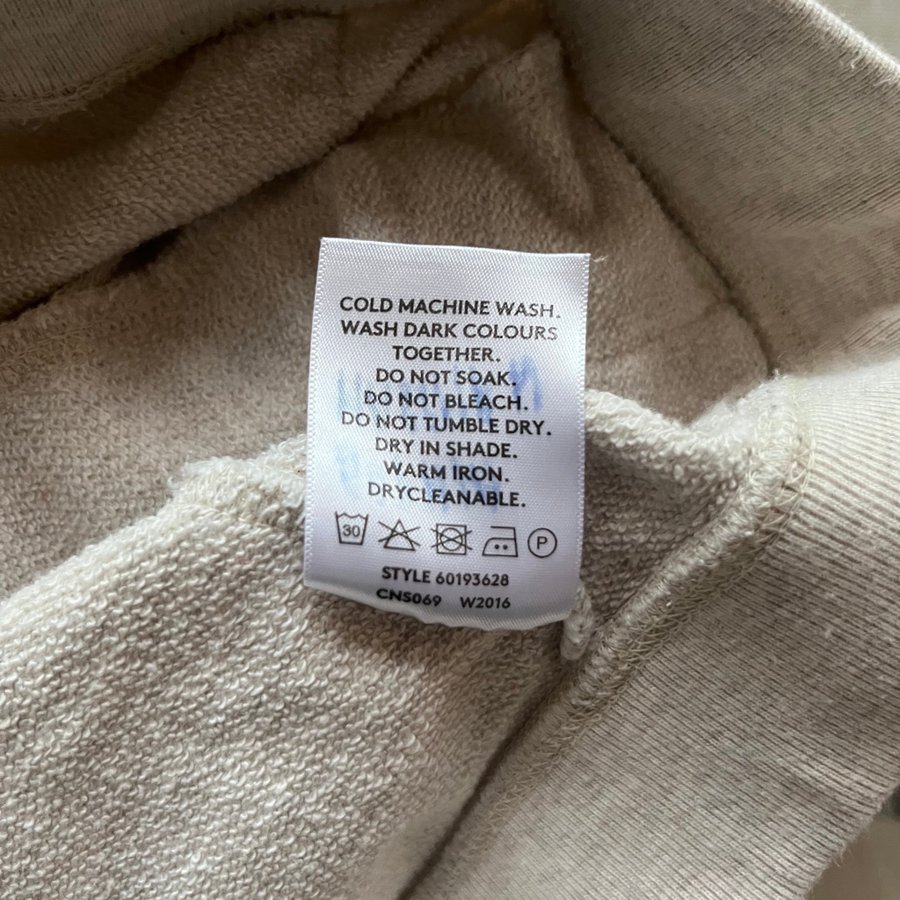 COLD MACHINE WASH.
WASH DARK COLOURS
TOGETHER.
DO NOT SOAK.
DO NOT BLEACH.
DO NOT TUMBLE DRY.
DRY IN SHADE.
WARM IRON.
DRYCLEANABLE.
30 P
STYLE 60193628
CNS069 W2016